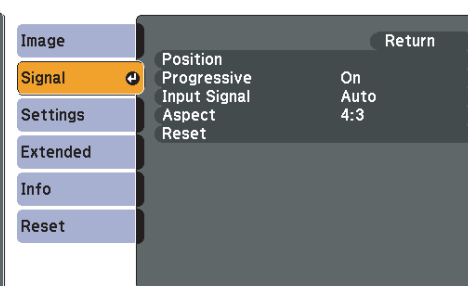 Image
Signal
Settings
Extended
Info
Reset
Return
Position
Progressive On
Input Signal Auto
Aspect 4:3
Reset